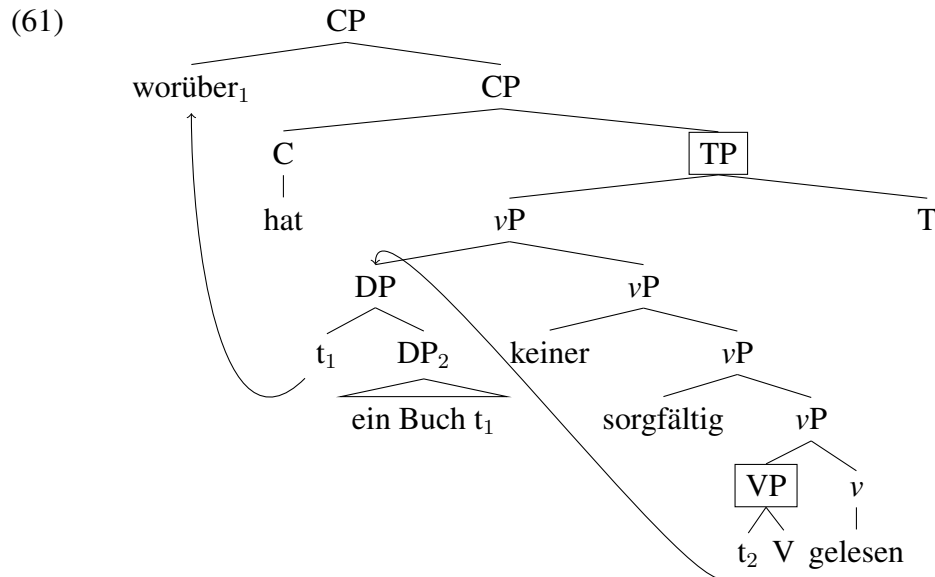 (61) CP
worüber₁ CP
C TP
hat vP T
DP vP
t₁ DP₂ keiner vP
ein Buch t₁ sorgfältig vP
VP v
t₂ V gelesen